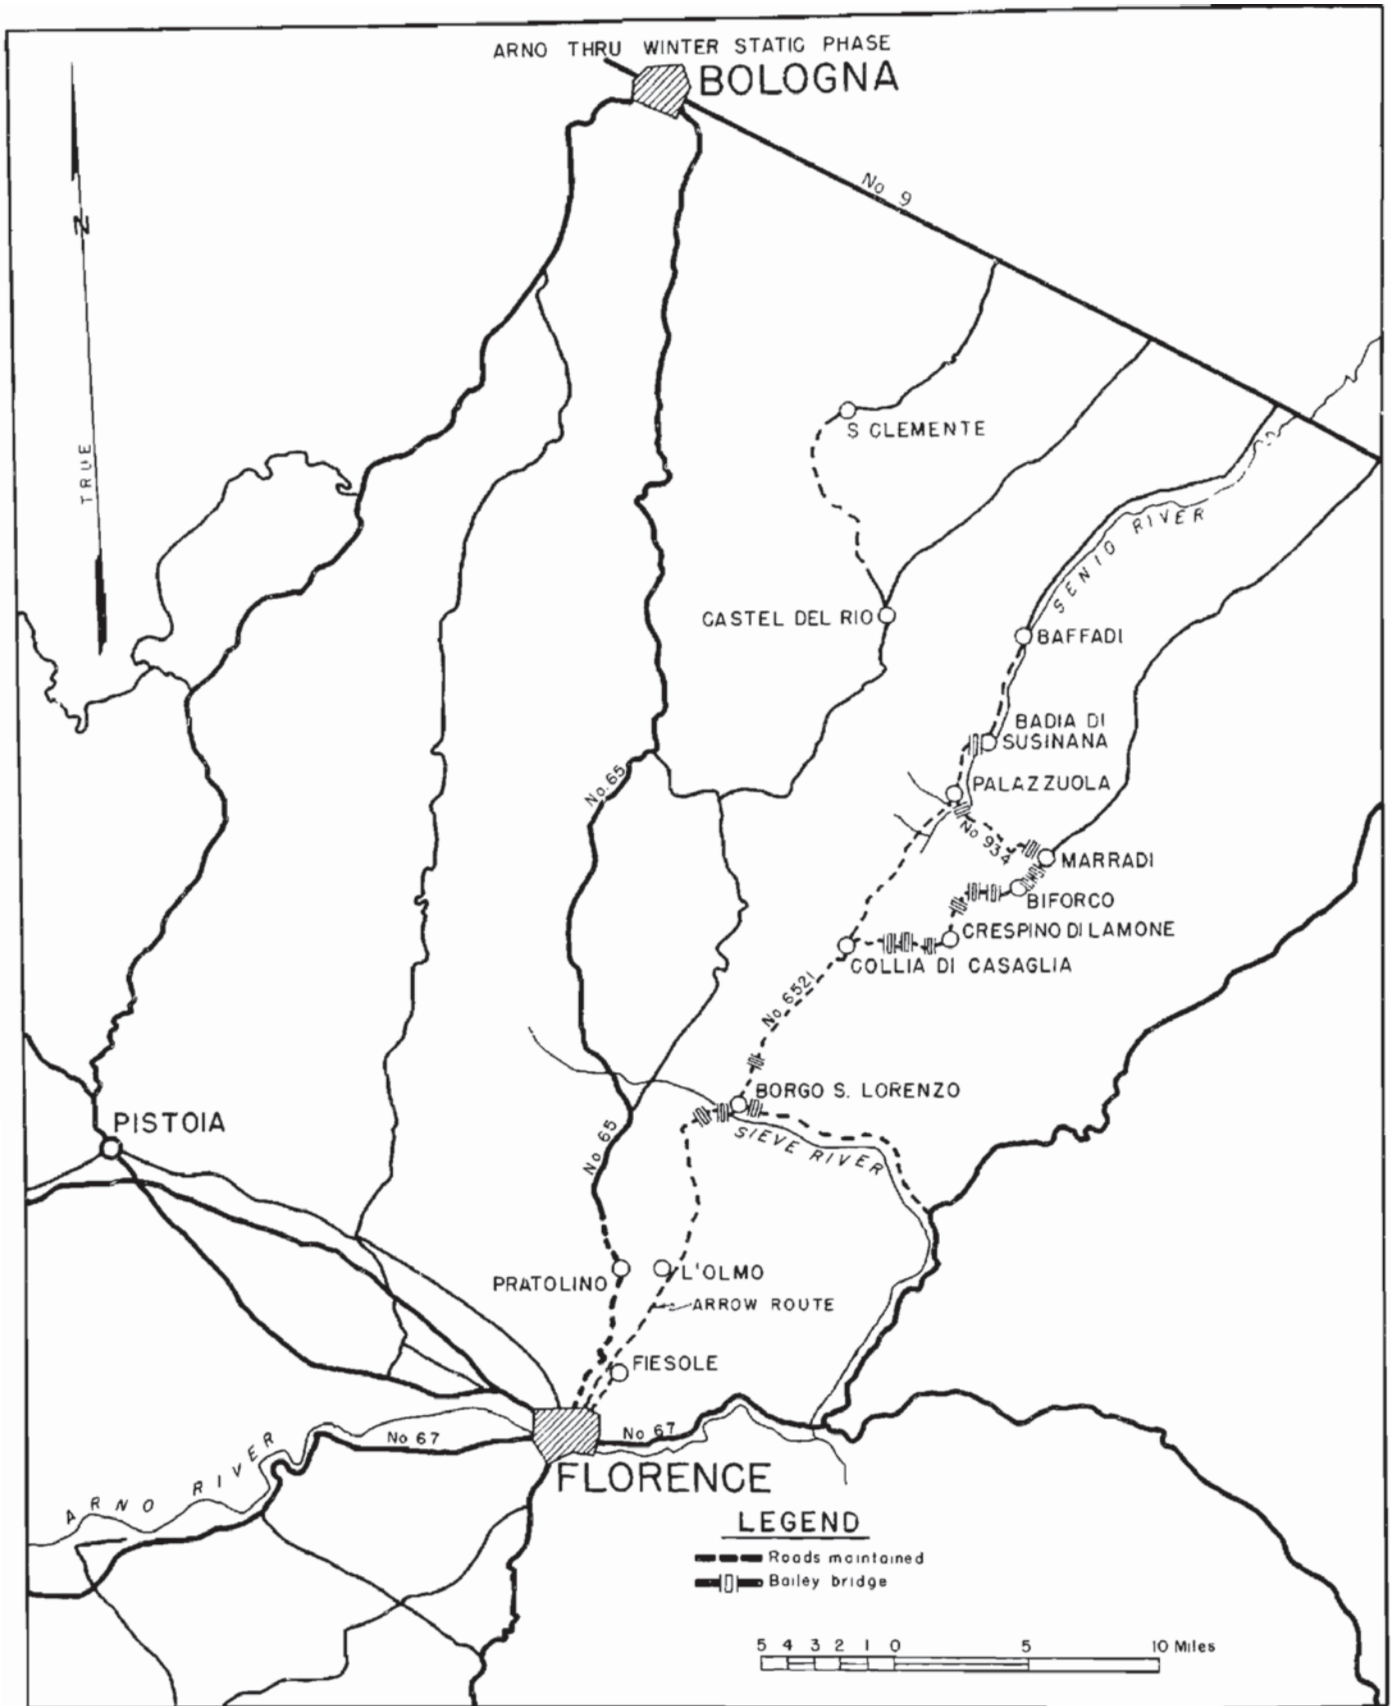 ARNO THRU WINTER STATIC PHASE
BOLOGNA
No 9
N
TRUE
S CLEMENTE
SENIO RIVER
CASTEL DEL RIO
BAFFADI
BADIA DI
SUSINANA
No. 65
PALAZZUOLA
No 934
MARRADI
BIFORCO
CRESPINO DI LAMONE
COLLIA DI CASAGLIA
No 6521
BORGO S. LORENZO
PISTOIA
SIEVE RIVER
No 65
PRATOLINO
L'OLMO
ARROW ROUTE
FIESOLE
No 67
No 67
ARNO RIVER
FLORENCE
LEGEND
Roads maintained
Bailey bridge
5 4 3 2 1 0 5 10 Miles